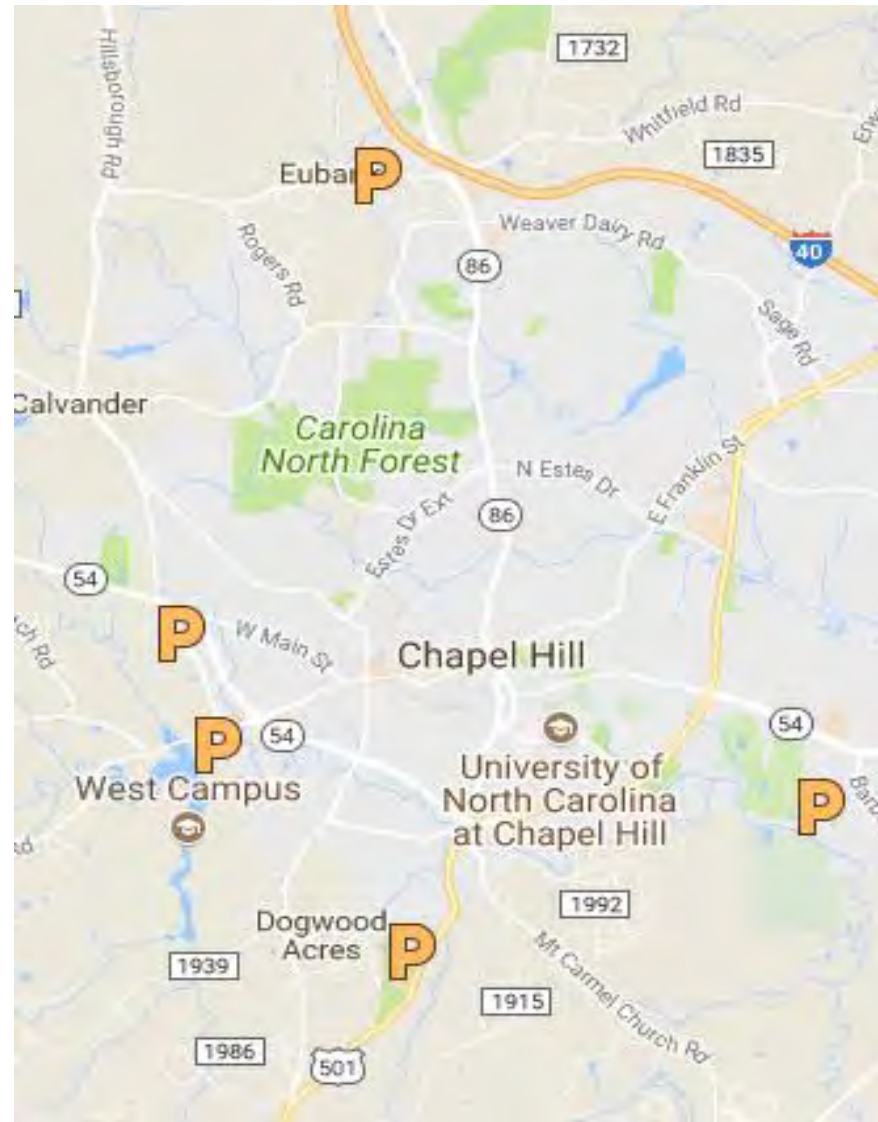 1732
Hillsborough Rd
Whitfield Rd
1835
P
Weaver Dairy Rd
Rogers Rd
86
40
Sage Rd
Calvander
Carolina
North Forest
N Estes Dr
E Franklin St
86
Estes Dr Ext
54
P
W Main St
Chapel Hill
54
P
54
West Campus
University of
North Carolina
at Chapel Hill
P
Dogwood
Acres
P
1992
1939
Mt Carmel Church Rd
1915
1986
501